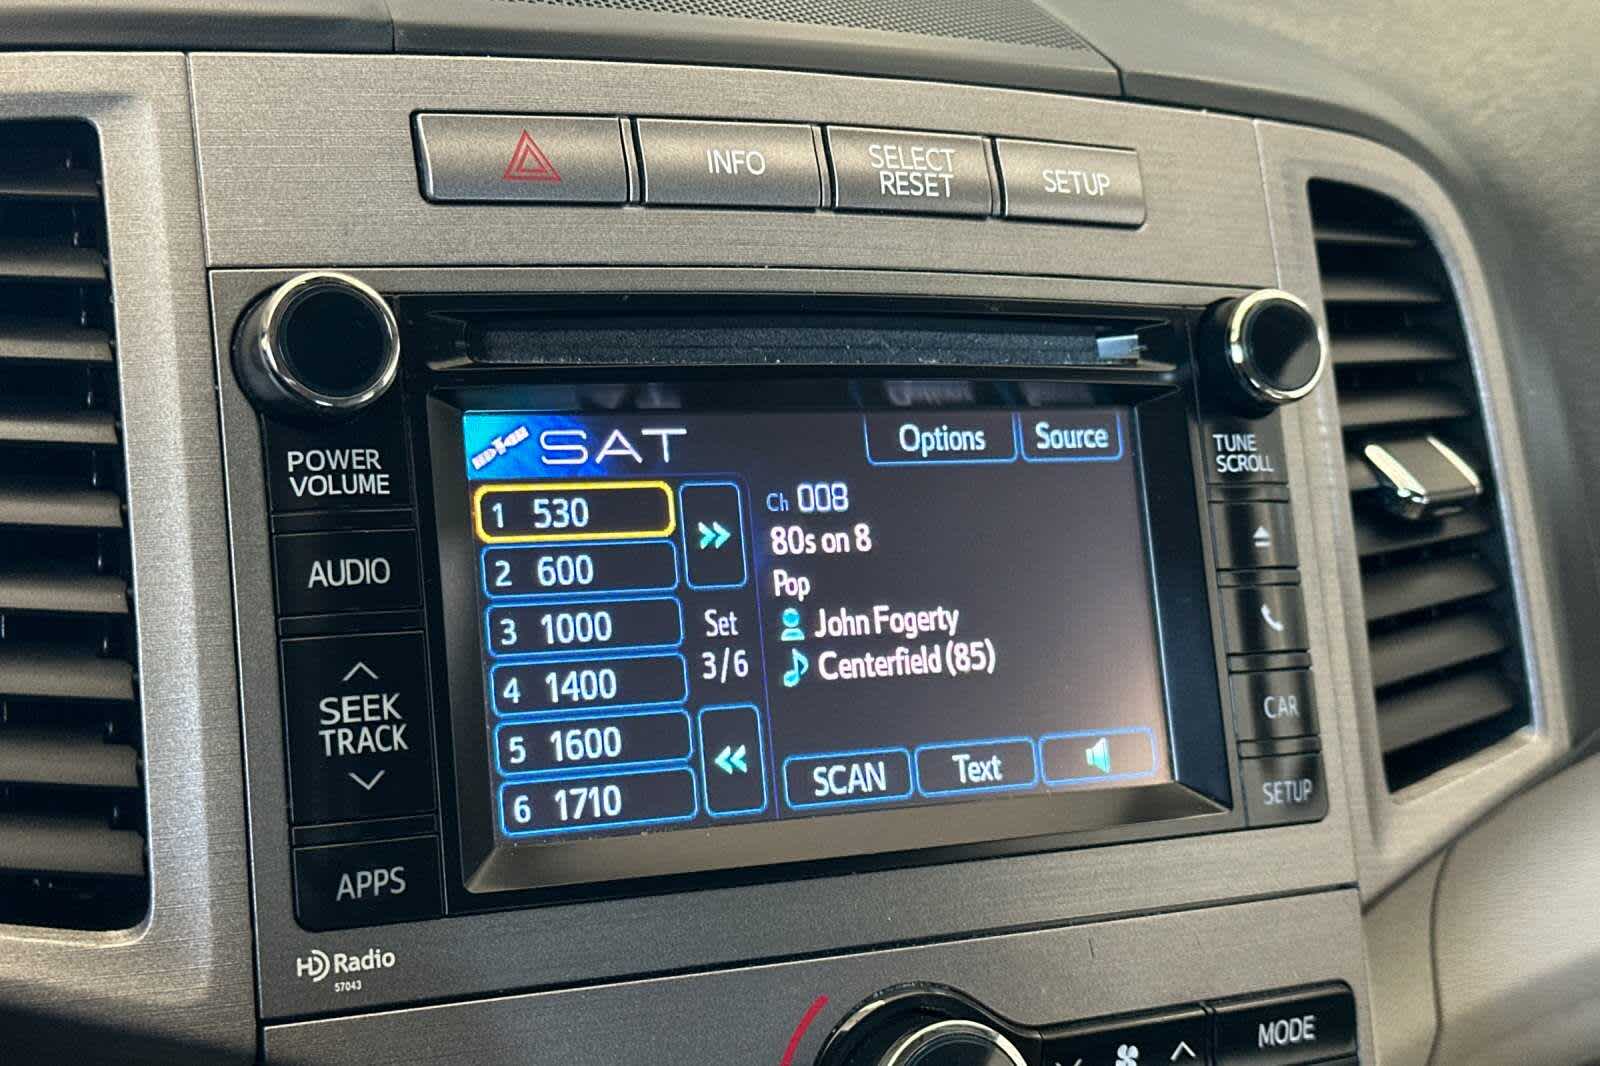 INFO
SELECT
RESET
SETUP
POWER
VOLUME
AUDIO
SEEK
TRACK
APPS
HD Radio
57043
SAT
Options
Source
1 530
2 600
3 1000
4 1400
5 1600
6 1710
Set
3/6
Ch 008
80s on 8
Pop
John Fogerty
Centerfield (85)
SCAN
Text
TUNE
SCROLL
CAR
SETUP
MODE